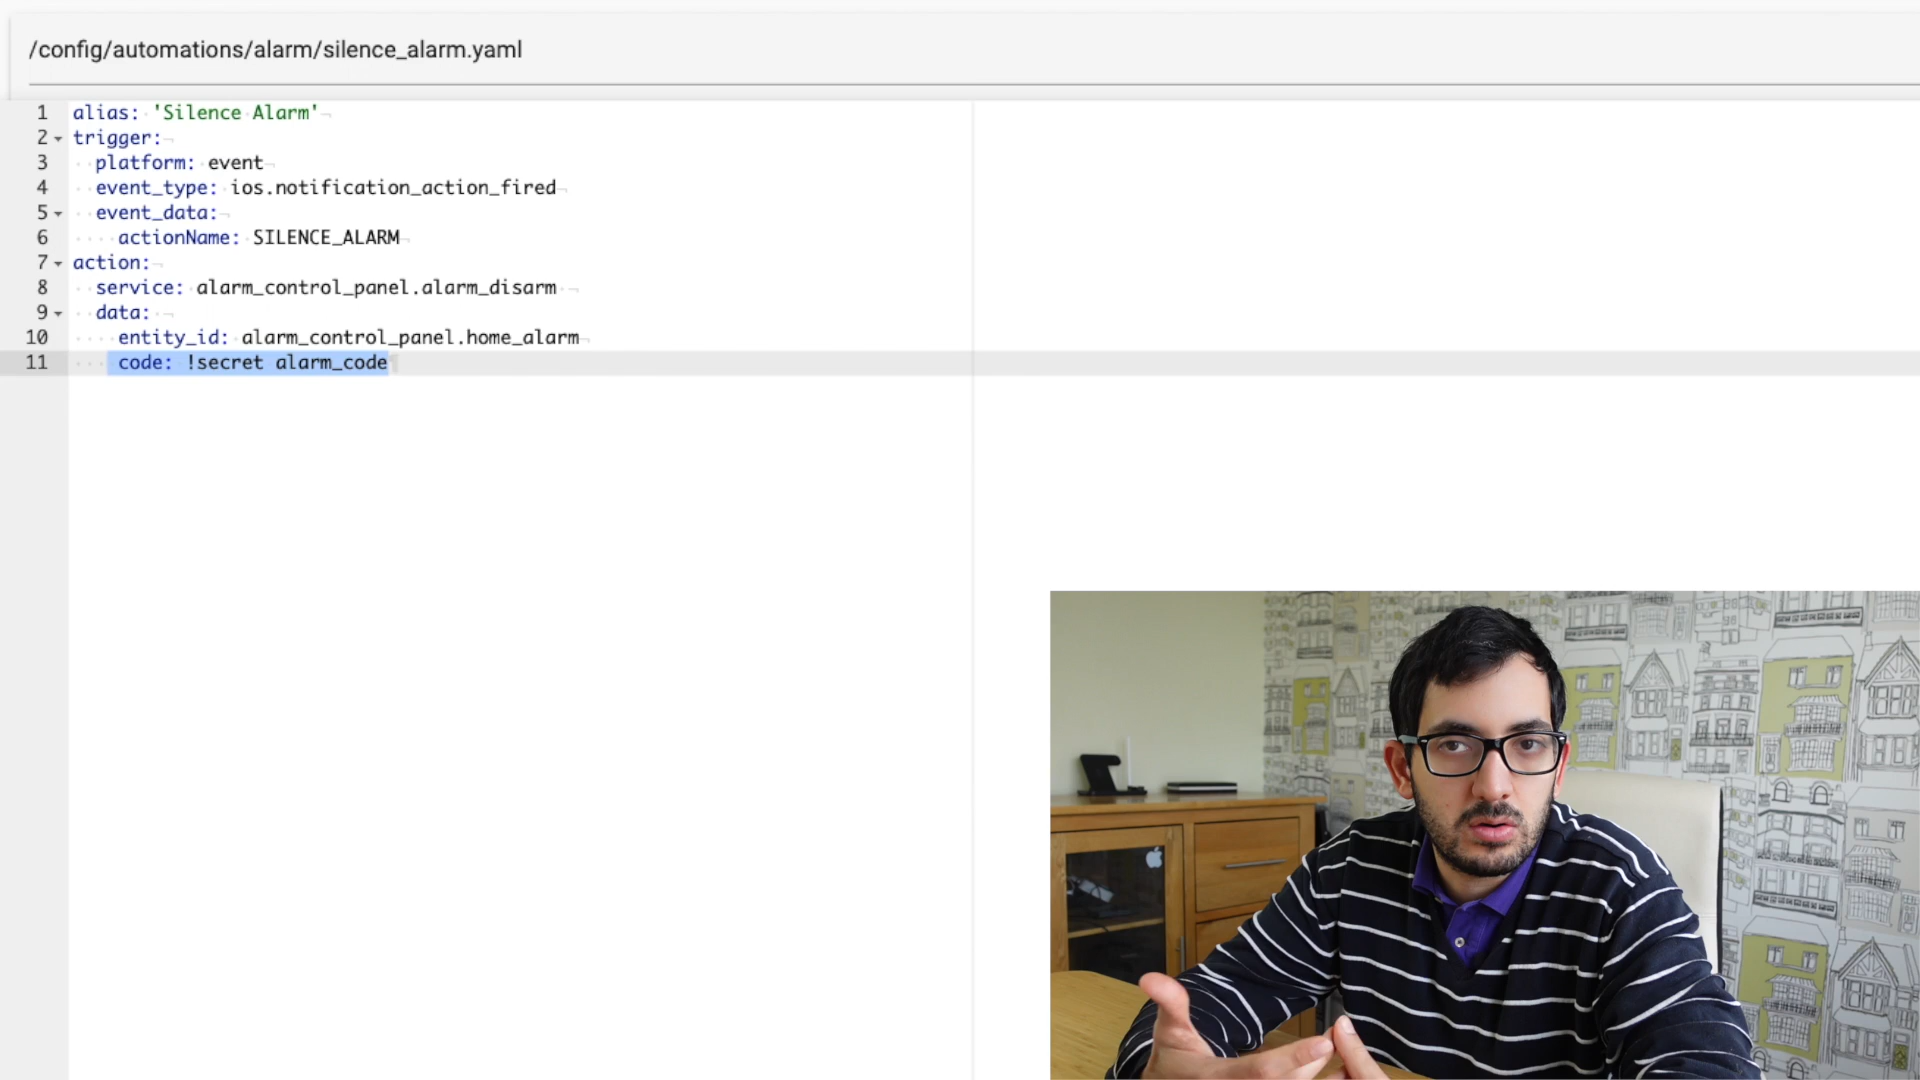 /config/automations/alarm/silence_alarm.yaml
1 alias: 'Silence Alarm'
2 trigger:
3 platform: event
4 event_type: ios.notification_action_fired
5 event_data:
6 actionName: SILENCE_ALARM
7 action:
8 service: alarm_control_panel.alarm_disarm
9 data:
10 entity_id: alarm_control_panel.home_alarm
11 code: !secret alarm_code